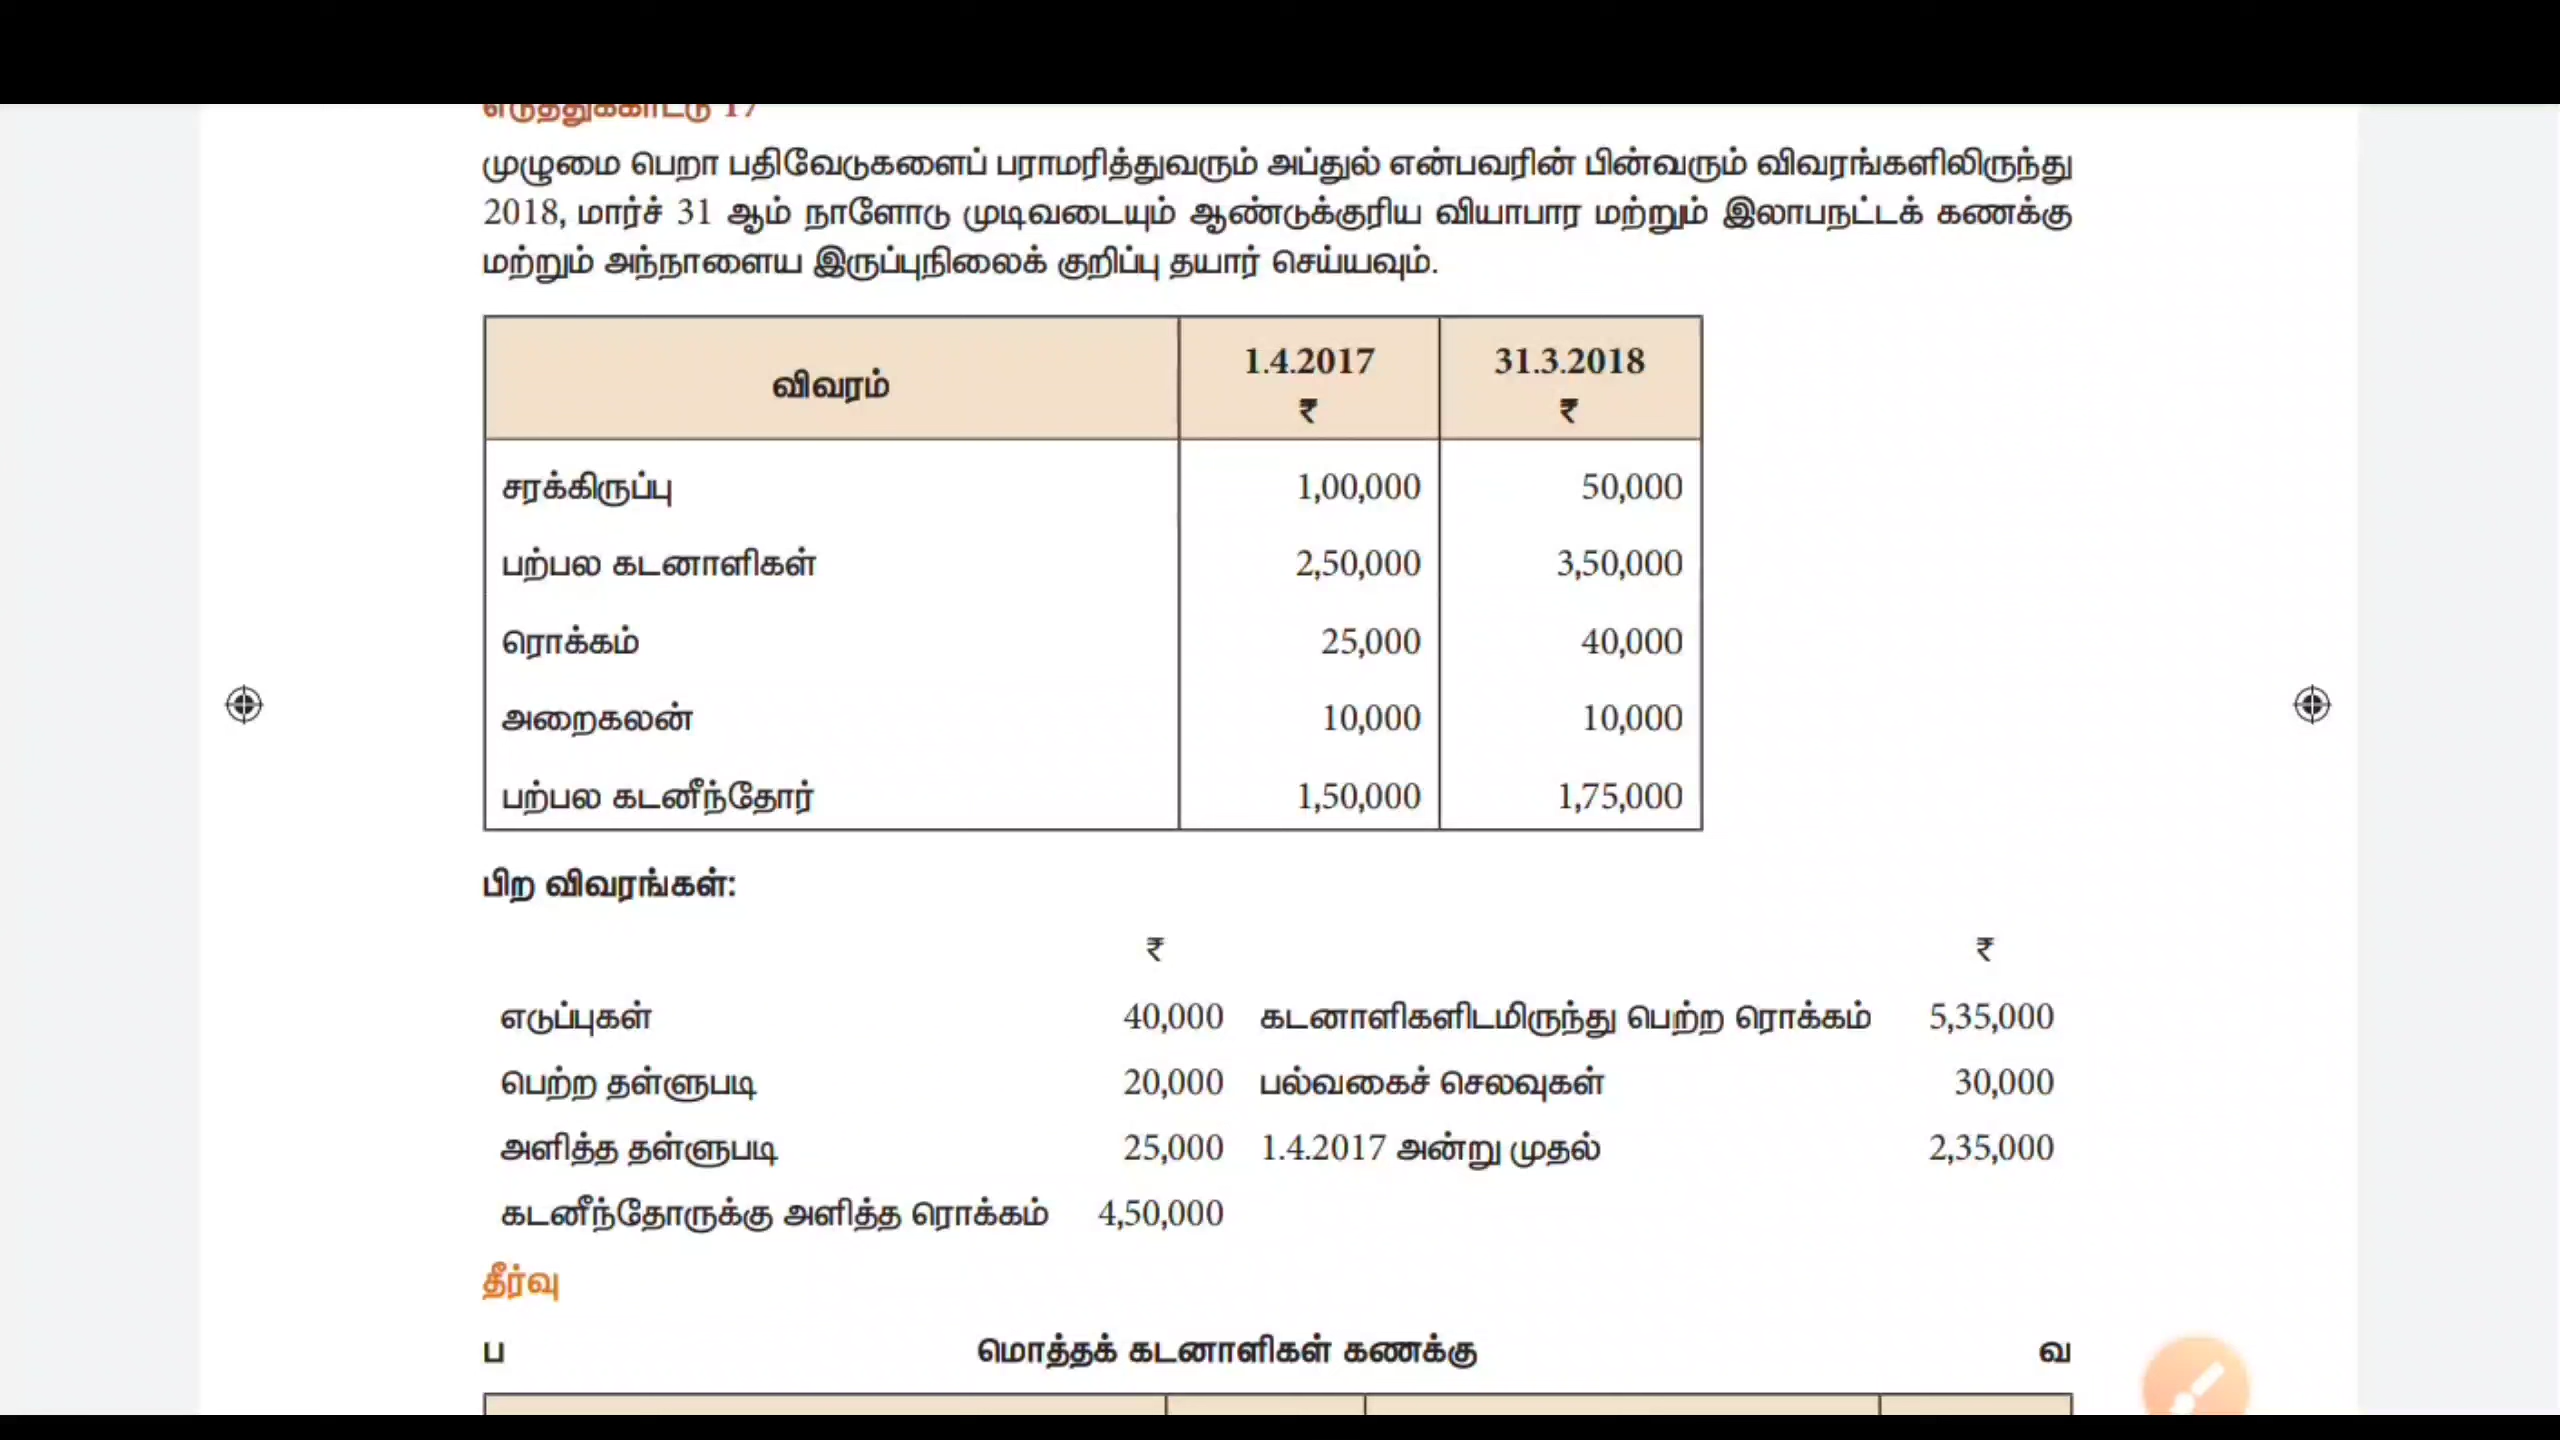 எடுத்துக்காட்டு 17
முழுமை பெறா பதிவேடுகளைப் பராமரித்துவரும் அப்துல் என்பவரின் பின்வரும் விவரங்களிலிருந்து
2018, மார்ச் 31 ஆம் நாளோடு முடிவடையும் ஆண்டுக்குரிய வியாபார மற்றும் இலாபநட்டக் கணக்கு
மற்றும் அந்நாளைய இருப்புநிலைக் குறிப்பு தயார் செய்யவும்.
விவரம் 1.4.2017 ₹ 31.3.2018 ₹
சரக்கிருப்பு 1,00,000 50,000
பற்பல கடனாளிகள் 2,50,000 3,50,000
ரொக்கம் 25,000 40,000
அறைகலன் 10,000 10,000
பற்பல கடனீந்தோர் 1,50,000 1,75,000
பிற விவரங்கள்:
₹ ₹
எடுப்புகள் 40,000 கடனாளிகளிடமிருந்து பெற்ற ரொக்கம் 5,35,000
பெற்ற தள்ளுபடி 20,000 பல்வகைச் செலவுகள் 30,000
அளித்த தள்ளுபடி 25,000 1.4.2017 அன்று முதல் 2,35,000
கடனீந்தோருக்கு அளித்த ரொக்கம் 4,50,000
தீர்வு
ப மொத்தக் கடனாளிகள் கணக்கு வ